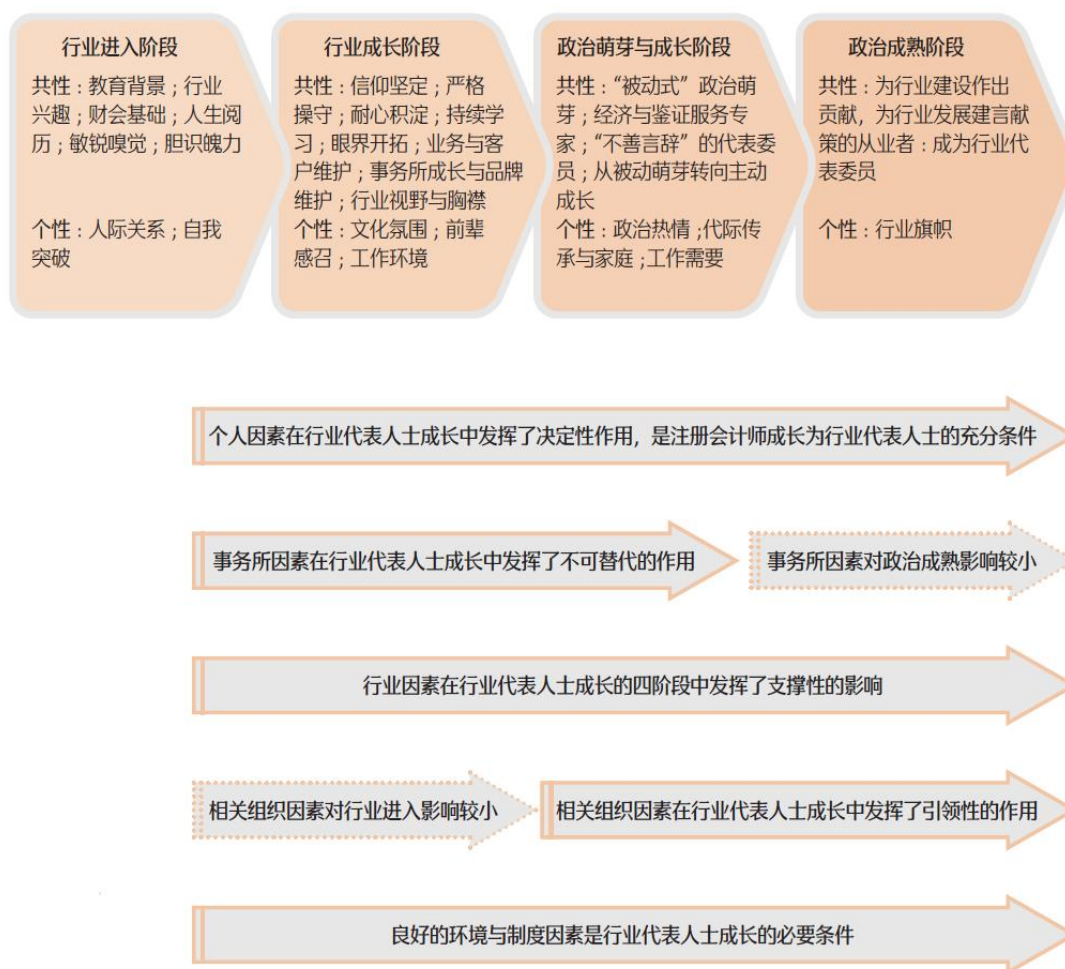 行业进入阶段
共性：教育背景；行业
兴趣；财会基础；人生阅
历；敏锐嗅觉；胆识魄力
个性：人际关系；自我
突破
行业成长阶段
共性：信仰坚定；严格
操守；耐心积淀；持续学
习；眼界开拓；业务与客
户维护；事务所成长与品牌
维护；行业视野与胸襟
个性：文化氛围；前辈
感召；工作环境
政治萌芽与成长阶段
共性：“被动式”政治萌
芽；经济与鉴证服务专
家；“不善言辞”的代表委
员；从被动萌芽转向主动
成长
个性：政治热情；代际传
承与家庭；工作需要
政治成熟阶段
共性：为行业建设作出
贡献，为行业发展建言献
策的从业者：成为行业代
表委员
个性：行业旗帜
个人因素在行业代表人士成长中发挥了决定性作用，是注册会计师成长为行业代表人士的充分条件
事务所因素在行业代表人士成长中发挥了不可替代的作用
事务所因素对政治成熟影响较小
行业因素在行业代表人士成长的四阶段中发挥了支撑性的影响
相关组织因素对行业进入影响较小
相关组织因素在行业代表人士成长中发挥了引领性的作用
良好的环境与制度因素是行业代表人士成长的必要条件